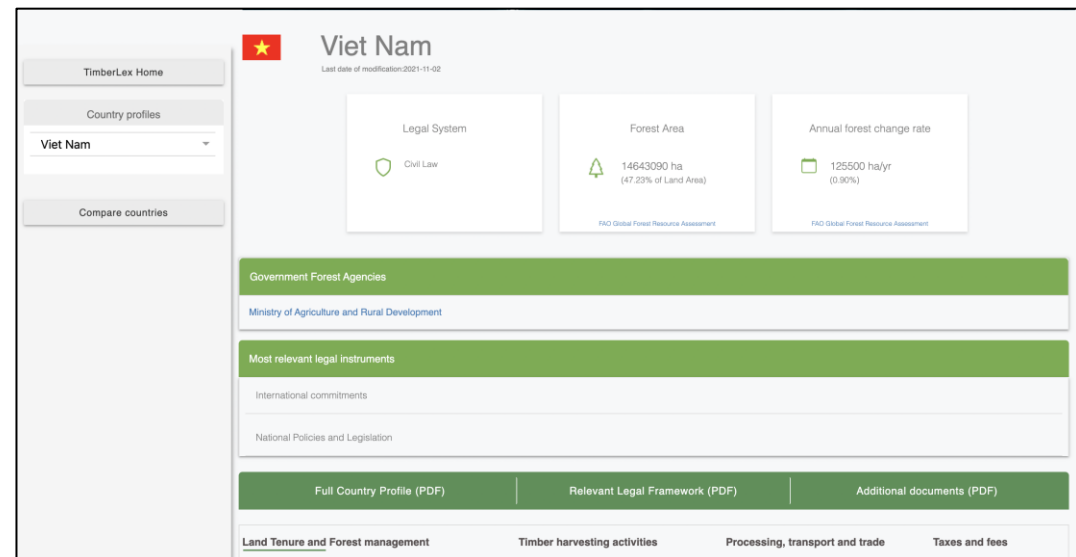 TimberLex Home
Country profiles
Viet Nam
Compare countries
Viet Nam
Last date of modification:2021-11-02
Legal System
Civil Law
Forest Area
14643090 ha
(47.23% of Land Area)
FAO Global Forest Resource Assessment
Annual forest change rate
125500 ha/yr
(0.90%)
FAO Global Forest Resource Assessment
Government Forest Agencies
Ministry of Agriculture and Rural Development
Most relevant legal instruments
International commitments
National Policies and Legislation
Full Country Profile (PDF)
Relevant Legal Framework (PDF)
Additional documents (PDF)
Land Tenure and Forest management
Timber harvesting activities
Processing, transport and trade
Taxes and fees